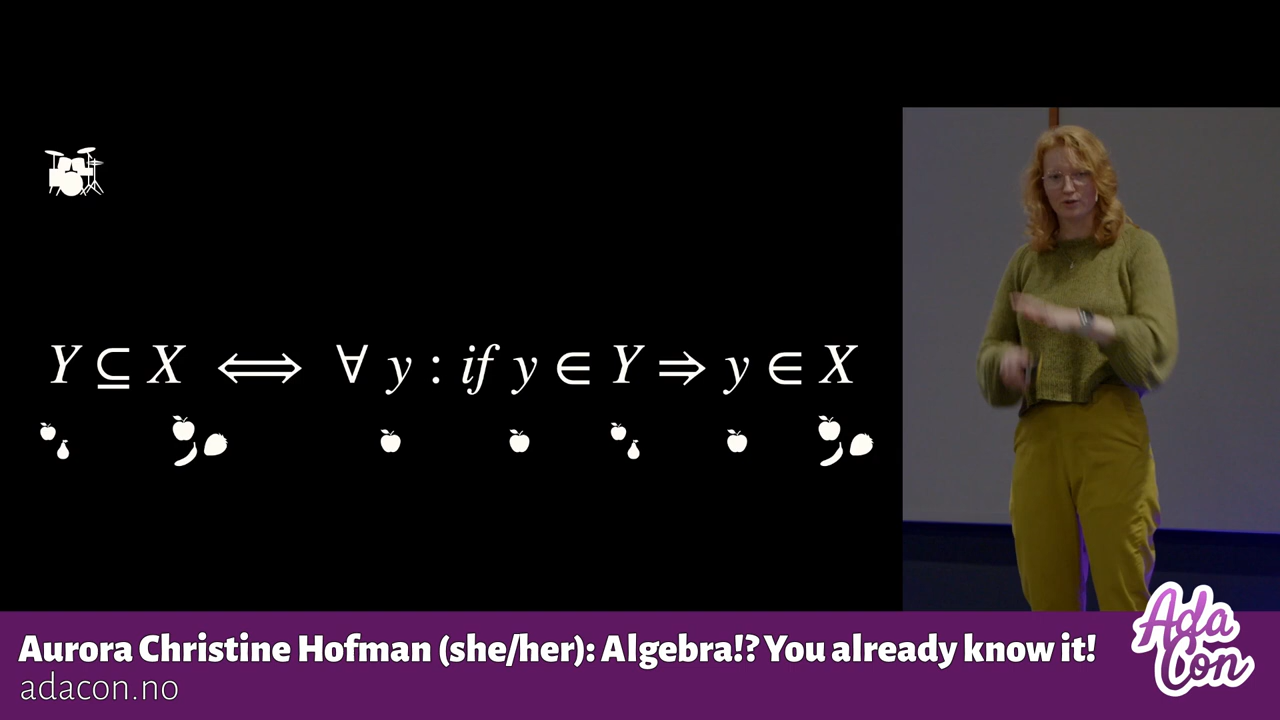 Y ⊆ X ⟺ ∀ y : if y ∈ Y ⇒ y ∈ X
Aurora Christine Hofman (she/her): Algebra!? You already know it!
adacon.no
Ada
Con